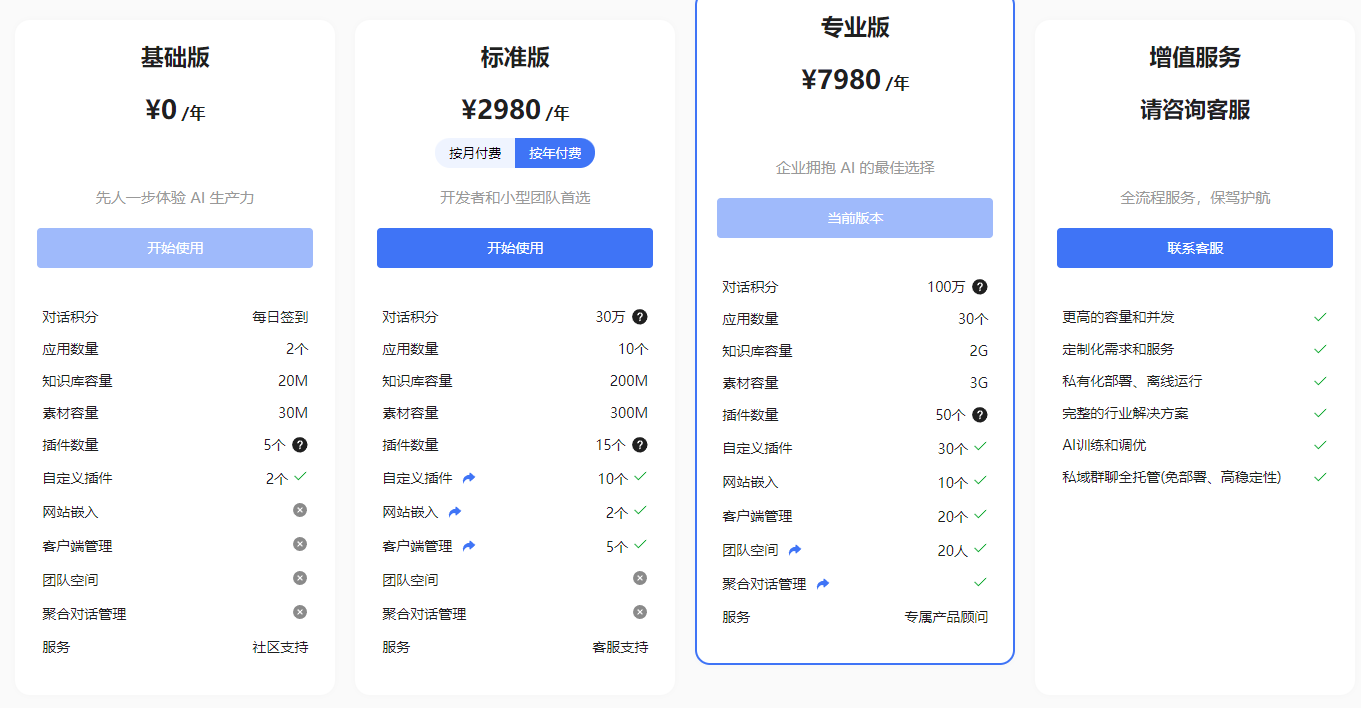 基础版
¥0 /年
先人一步体验 AI 生产力
开始使用
对话积分 每日签到
应用数量 2个
知识库容量 20M
素材容量 30M
插件数量 5个 ?
自定义插件 2个
网站嵌入
客户端管理
团队空间
聚合对话管理
服务 社区支持
标准版
¥2980 /年
按月付费 按年付费
开发者和小型团队首选
开始使用
对话积分 30万 ?
应用数量 10个
知识库容量 200M
素材容量 300M
插件数量 15个 ?
自定义插件 10个
网站嵌入 2个
客户端管理 5个
团队空间
聚合对话管理
服务 客服支持
专业版
¥7980 /年
企业拥抱 AI 的最佳选择
当前版本
对话积分 100万 ?
应用数量 30个
知识库容量 2G
素材容量 3G
插件数量 50个 ?
自定义插件 30个
网站嵌入 10个
客户端管理 20个
团队空间 20人
聚合对话管理
服务 专属产品顾问
增值服务
请咨询客服
全流程服务，保驾护航
联系客服
更高的容量和并发
定制化需求和服务
私有化部署、离线运行
完整的行业解决方案
AI训练和调优
私域群聊全托管(免部署、高稳定性)